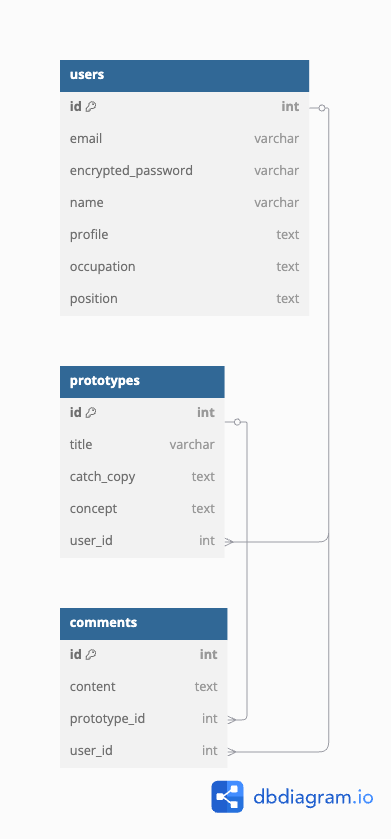 users
id int
email varchar
encrypted_password varchar
name varchar
profile text
occupation text
position text
prototypes
id int
title varchar
catch_copy text
concept text
user_id int
comments
id int
content text
prototype_id int
user_id int
dbdiagram.io